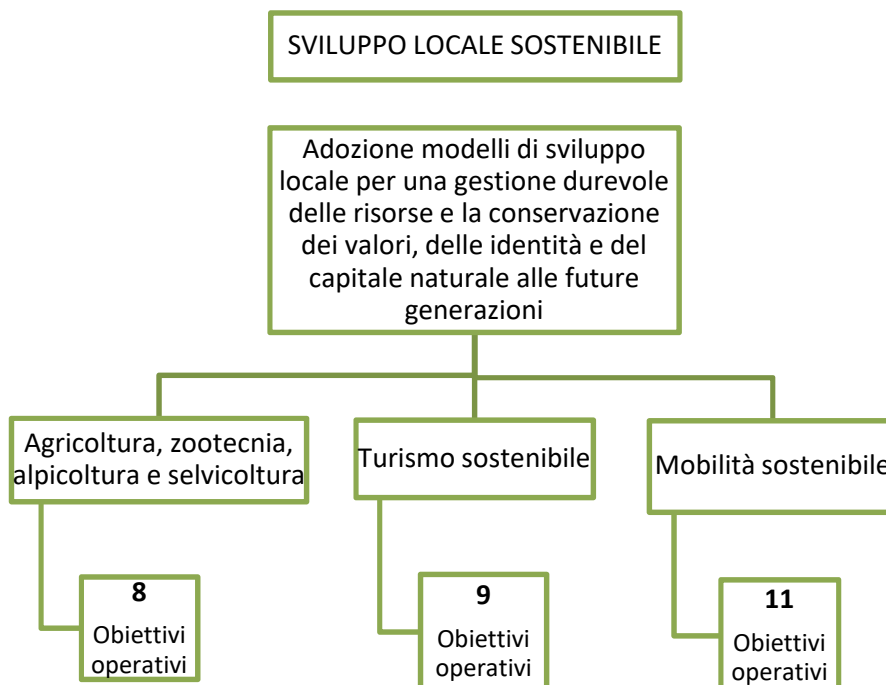 SVILUPPO LOCALE SOSTENIBILE
Adozione modelli di sviluppo
locale per una gestione durevole
delle risorse e la conservazione
dei valori, delle identità e del
capitale naturale alle future
generazioni
Agricoltura, zootecnia,
alpicoltura e selvicoltura
Turismo sostenibile
Mobilità sostenibile
8
Obiettivi
operativi
9
Obiettivi
operativi
11
Obiettivi
operativi